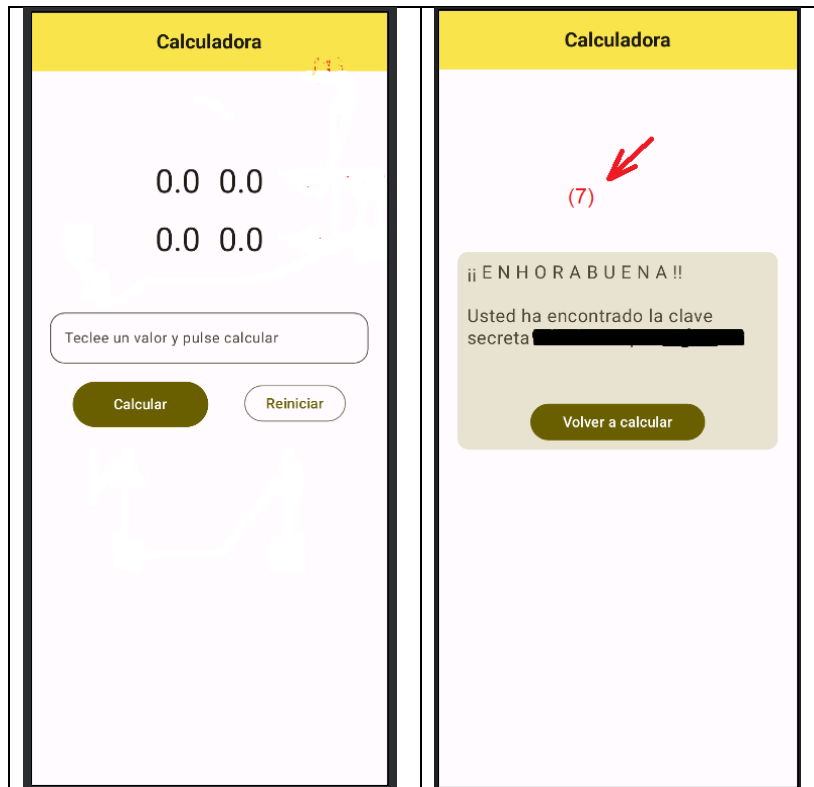 Calculadora
0.0 0.0
0.0 0.0
Teclee un valor y pulse calcular
Calcular
Reiniciar
Calculadora
(7)
¡¡ E N H O R A B U E N A !!
Usted ha encontrado la clave
secreta
Volver a calcular